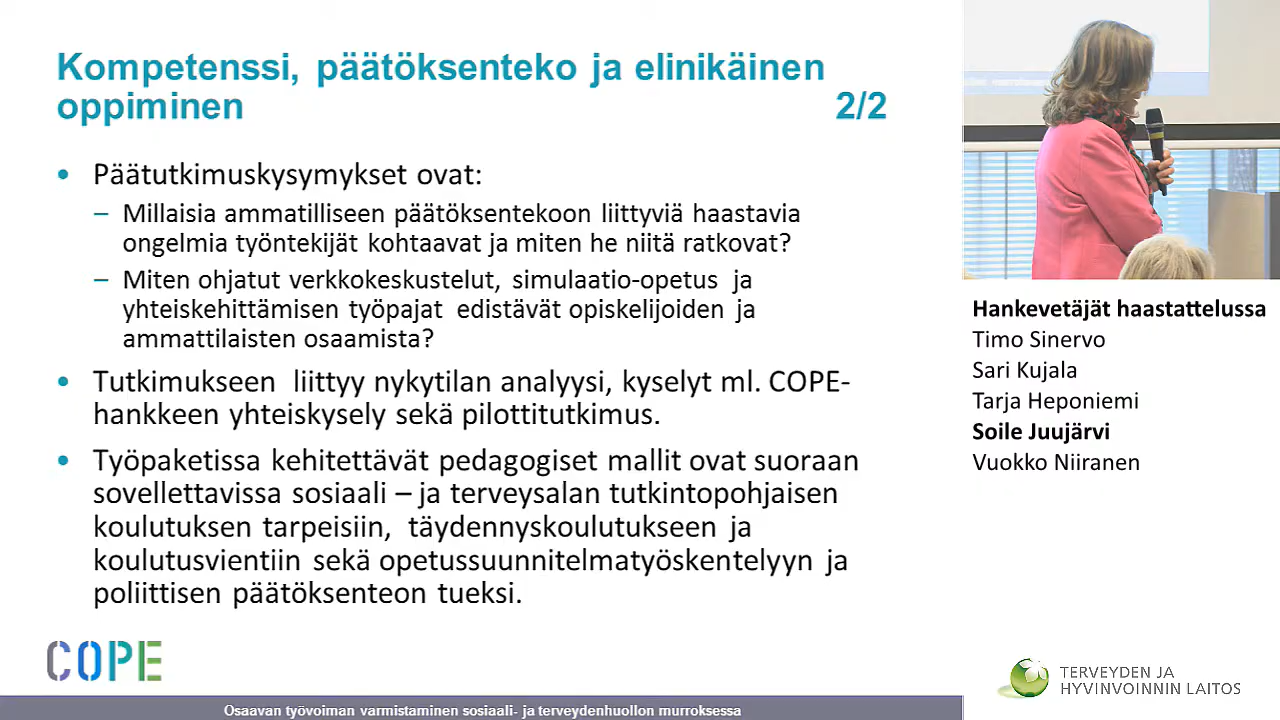 Kompetenssi, päätöksenteko ja elinikäinen
oppiminen 2/2
• Päätutkimuskysymykset ovat:
– Millaisia ammatilliseen päätöksentekoon liittyviä haastavia
ongelmia työntekijät kohtaavat ja miten he niitä ratkovat?
– Miten ohjatut verkkokeskustelut, simulaatio-opetus ja
yhteiskehittämisen työpajat edistävät opiskelijoiden ja
ammattilaisten osaamista?
• Tutkimukseen liittyy nykytilan analyysi, kyselyt ml. COPE-
hankkeen yhteiskysely sekä pilottitutkimus.
• Työpaketissa kehitettävät pedagogiset mallit ovat suoraan
sovellettavissa sosiaali – ja terveysalan tutkintopohjaisen
koulutuksen tarpeisiin, täydennyskoulutukseen ja
koulutusvientiin sekä opetussuunnitelmatyöskentelyyn ja
poliittisen päätöksenteon tueksi.
COPE
Osaavan työvoiman varmistaminen sosiaali- ja terveydenhuollon murroksessa
Hankevetäjät haastattelussa
Timo Sinervo
Sari Kujala
Tarja Heponiemi
Soile Juujärvi
Vuokko Niiranen
TERVEYDEN JA
HYVINVOINNIN LAITOS